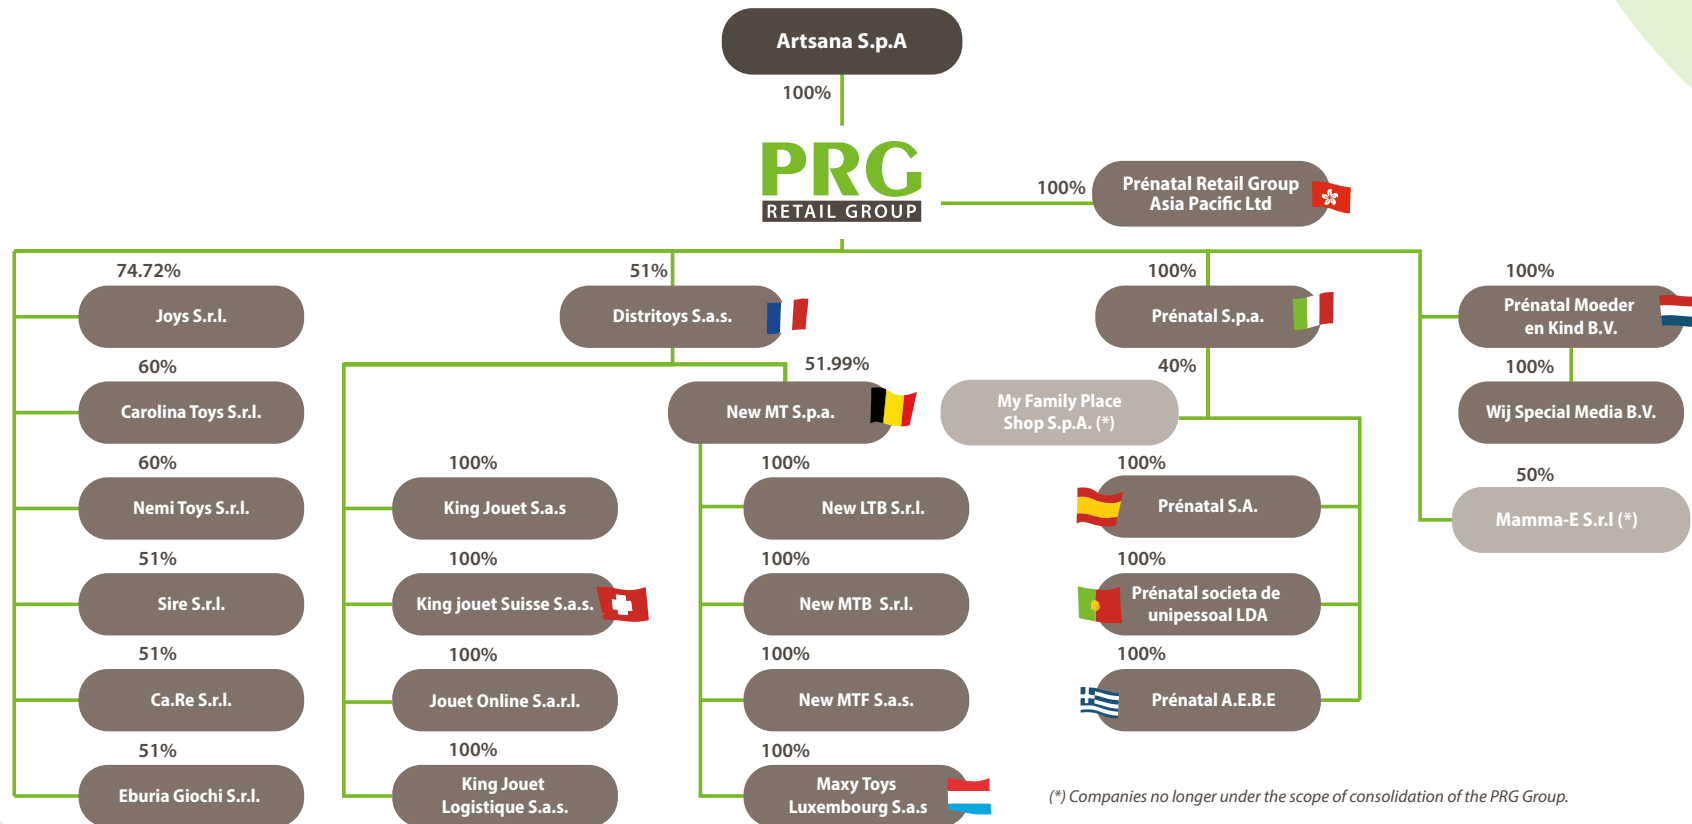 Artsana S.p.A
100%
PRG
RETAIL GROUP
100%
Prénatal Retail Group
Asia Pacific Ltd
74.72%
Joys S.r.l.
60%
Carolina Toys S.r.l.
60%
Nemi Toys S.r.l.
51%
Sire S.r.l.
51%
Ca.Re S.r.l.
51%
Eburia Giochi S.r.l.
51%
Distritoys S.a.s.
100%
King Jouet S.a.s
100%
King jouet Suisse S.a.s.
100%
Jouet Online S.a.r.l.
100%
King Jouet
Logistique S.a.s.
51.99%
New MT S.p.a.
100%
New LTB S.r.l.
100%
New MTB S.r.l.
100%
New MTF S.a.s.
100%
Maxy Toys
Luxembourg S.a.s
100%
Prénatal S.p.a.
40%
My Family Place
Shop S.p.A. (*)
100%
Prénatal S.A.
100%
Prénatal societa de
unipessoal LDA
100%
Prénatal A.E.B.E
100%
Prénatal Moeder
en Kind B.V.
100%
Wij Special Media B.V.
50%
Mamma-E S.r.l (*)
(*) Companies no longer under the scope of consolidation of the PRG Group.